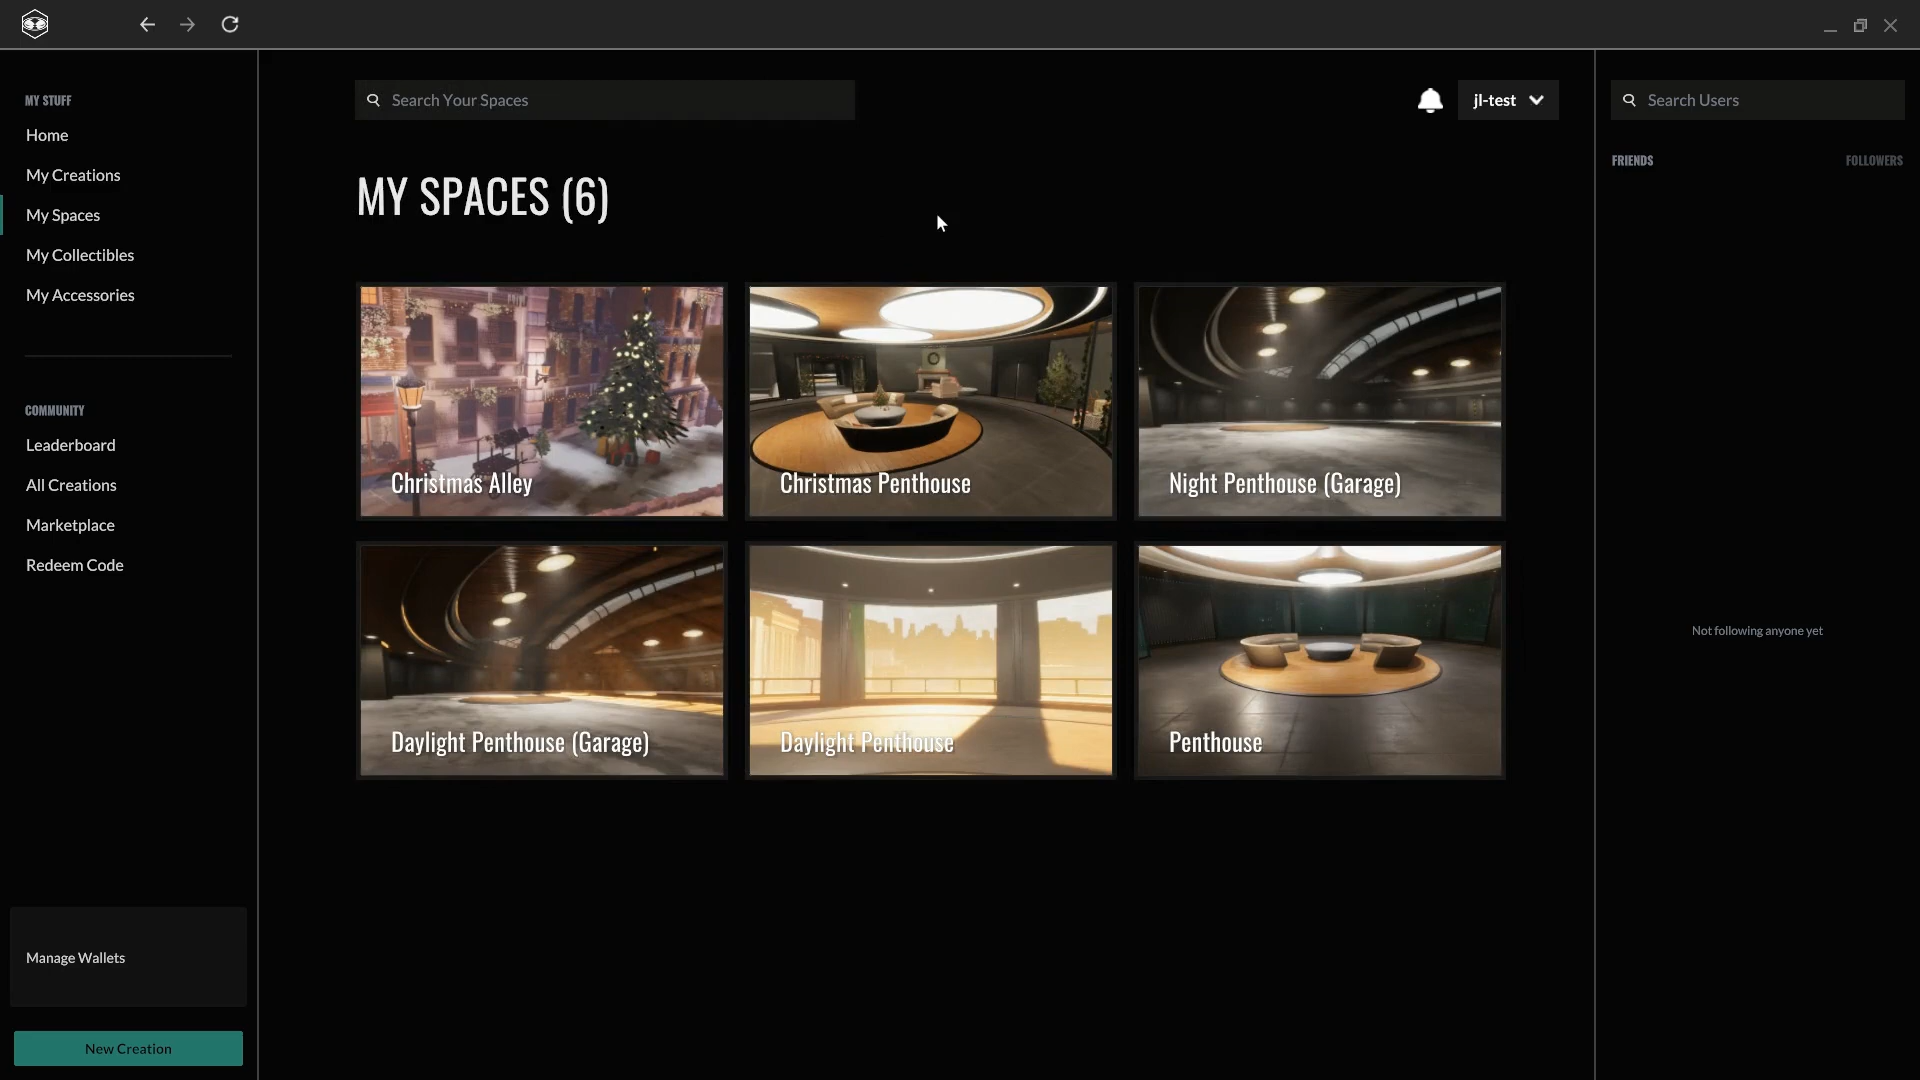 MY STUFF
Home
My Creations
My Spaces
My Collectibles
My Accessories
COMMUNITY
Leaderboard
All Creations
Marketplace
Redeem Code
Manage Wallets
New Creation
Search Your Spaces
jl-test
MY SPACES (6)
Christmas Alley
Christmas Penthouse
Night Penthouse (Garage)
Daylight Penthouse (Garage)
Daylight Penthouse
Penthouse
Search Users
FRIENDS
FOLLOWERS
Not following anyone yet